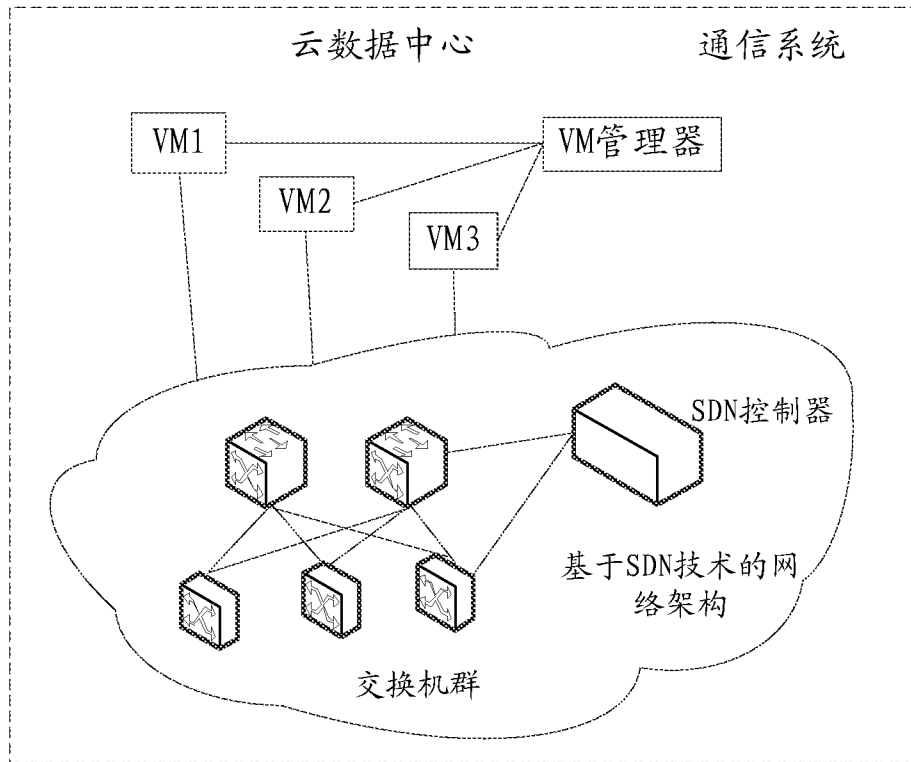 云数据中心
通信系统
VM1
VM管理器
VM2
VM3
SDN控制器
基于SDN技术的网
络架构
交换机群